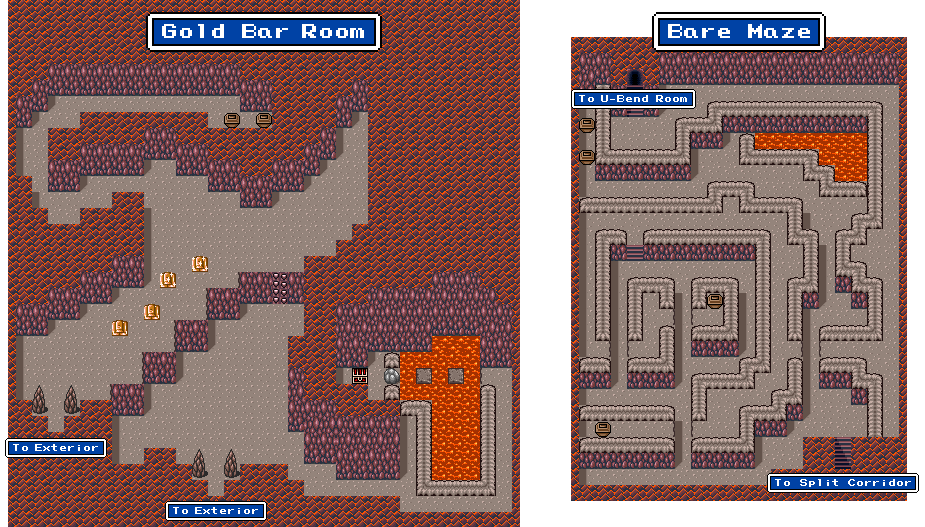 Gold Bar Room
Bare Maze
To U-Bend Room
To Exterior
To Exterior
To Split Corridor